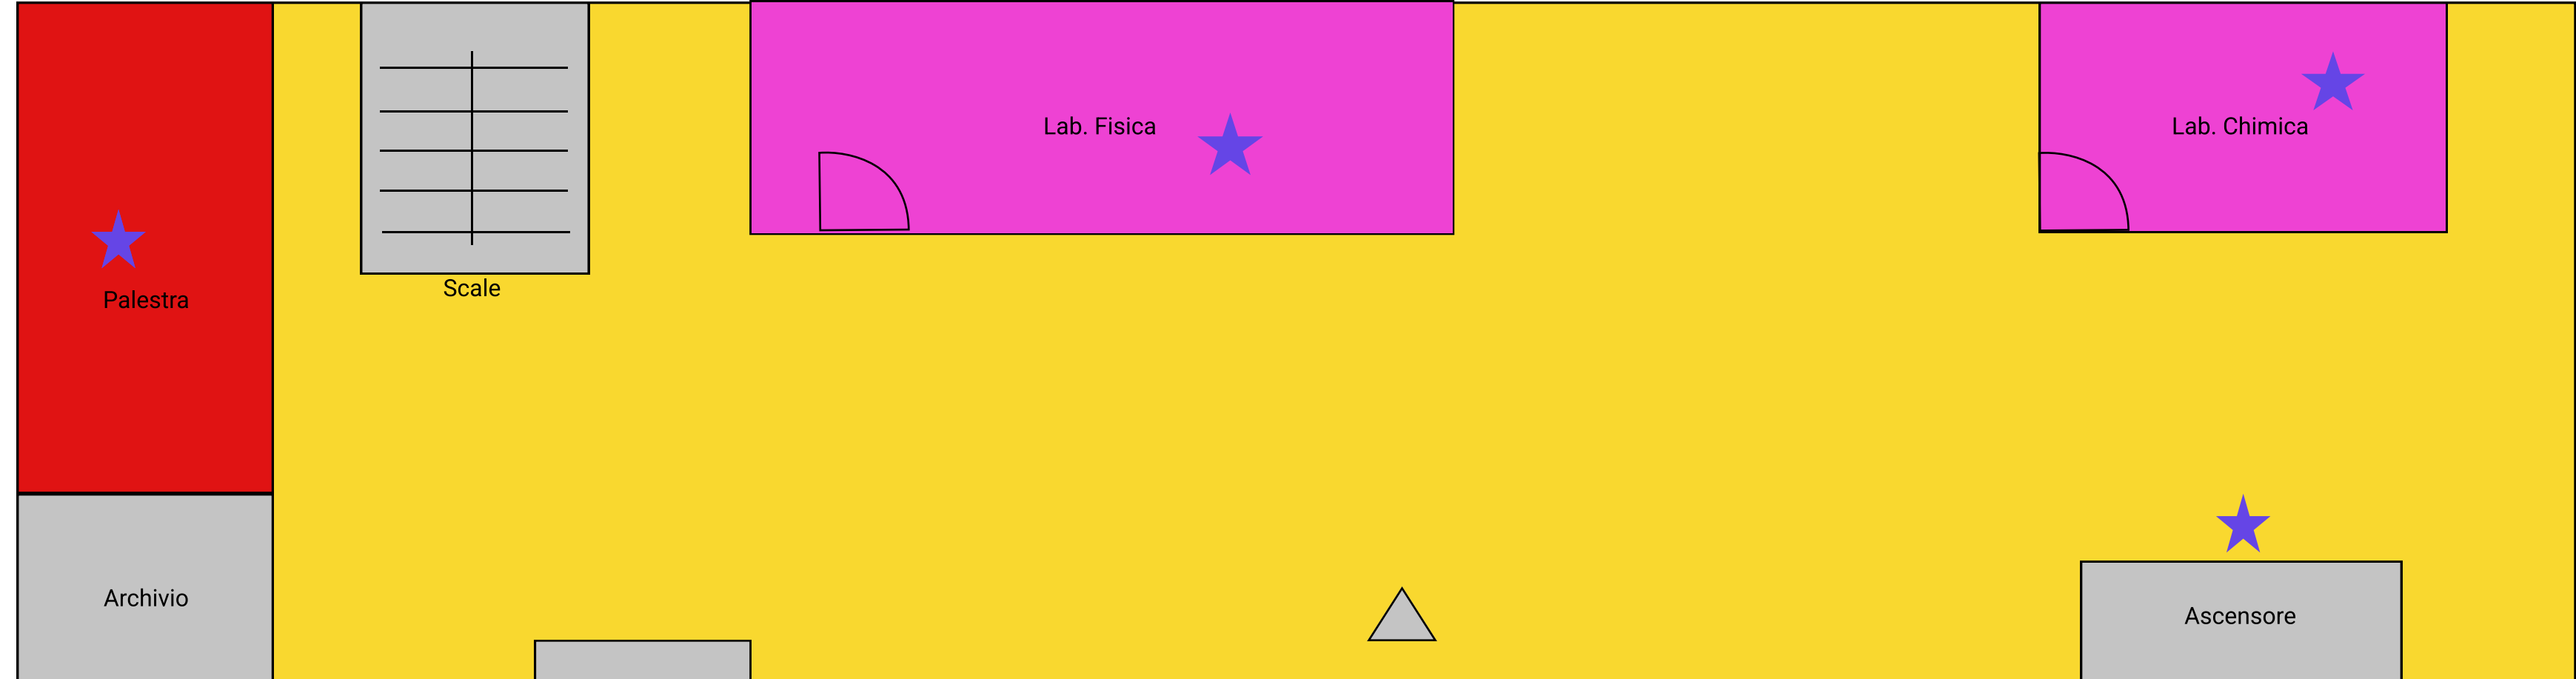 Lab. Fisica
Lab. Chimica
Scale
Palestra
Archivio
Ascensore